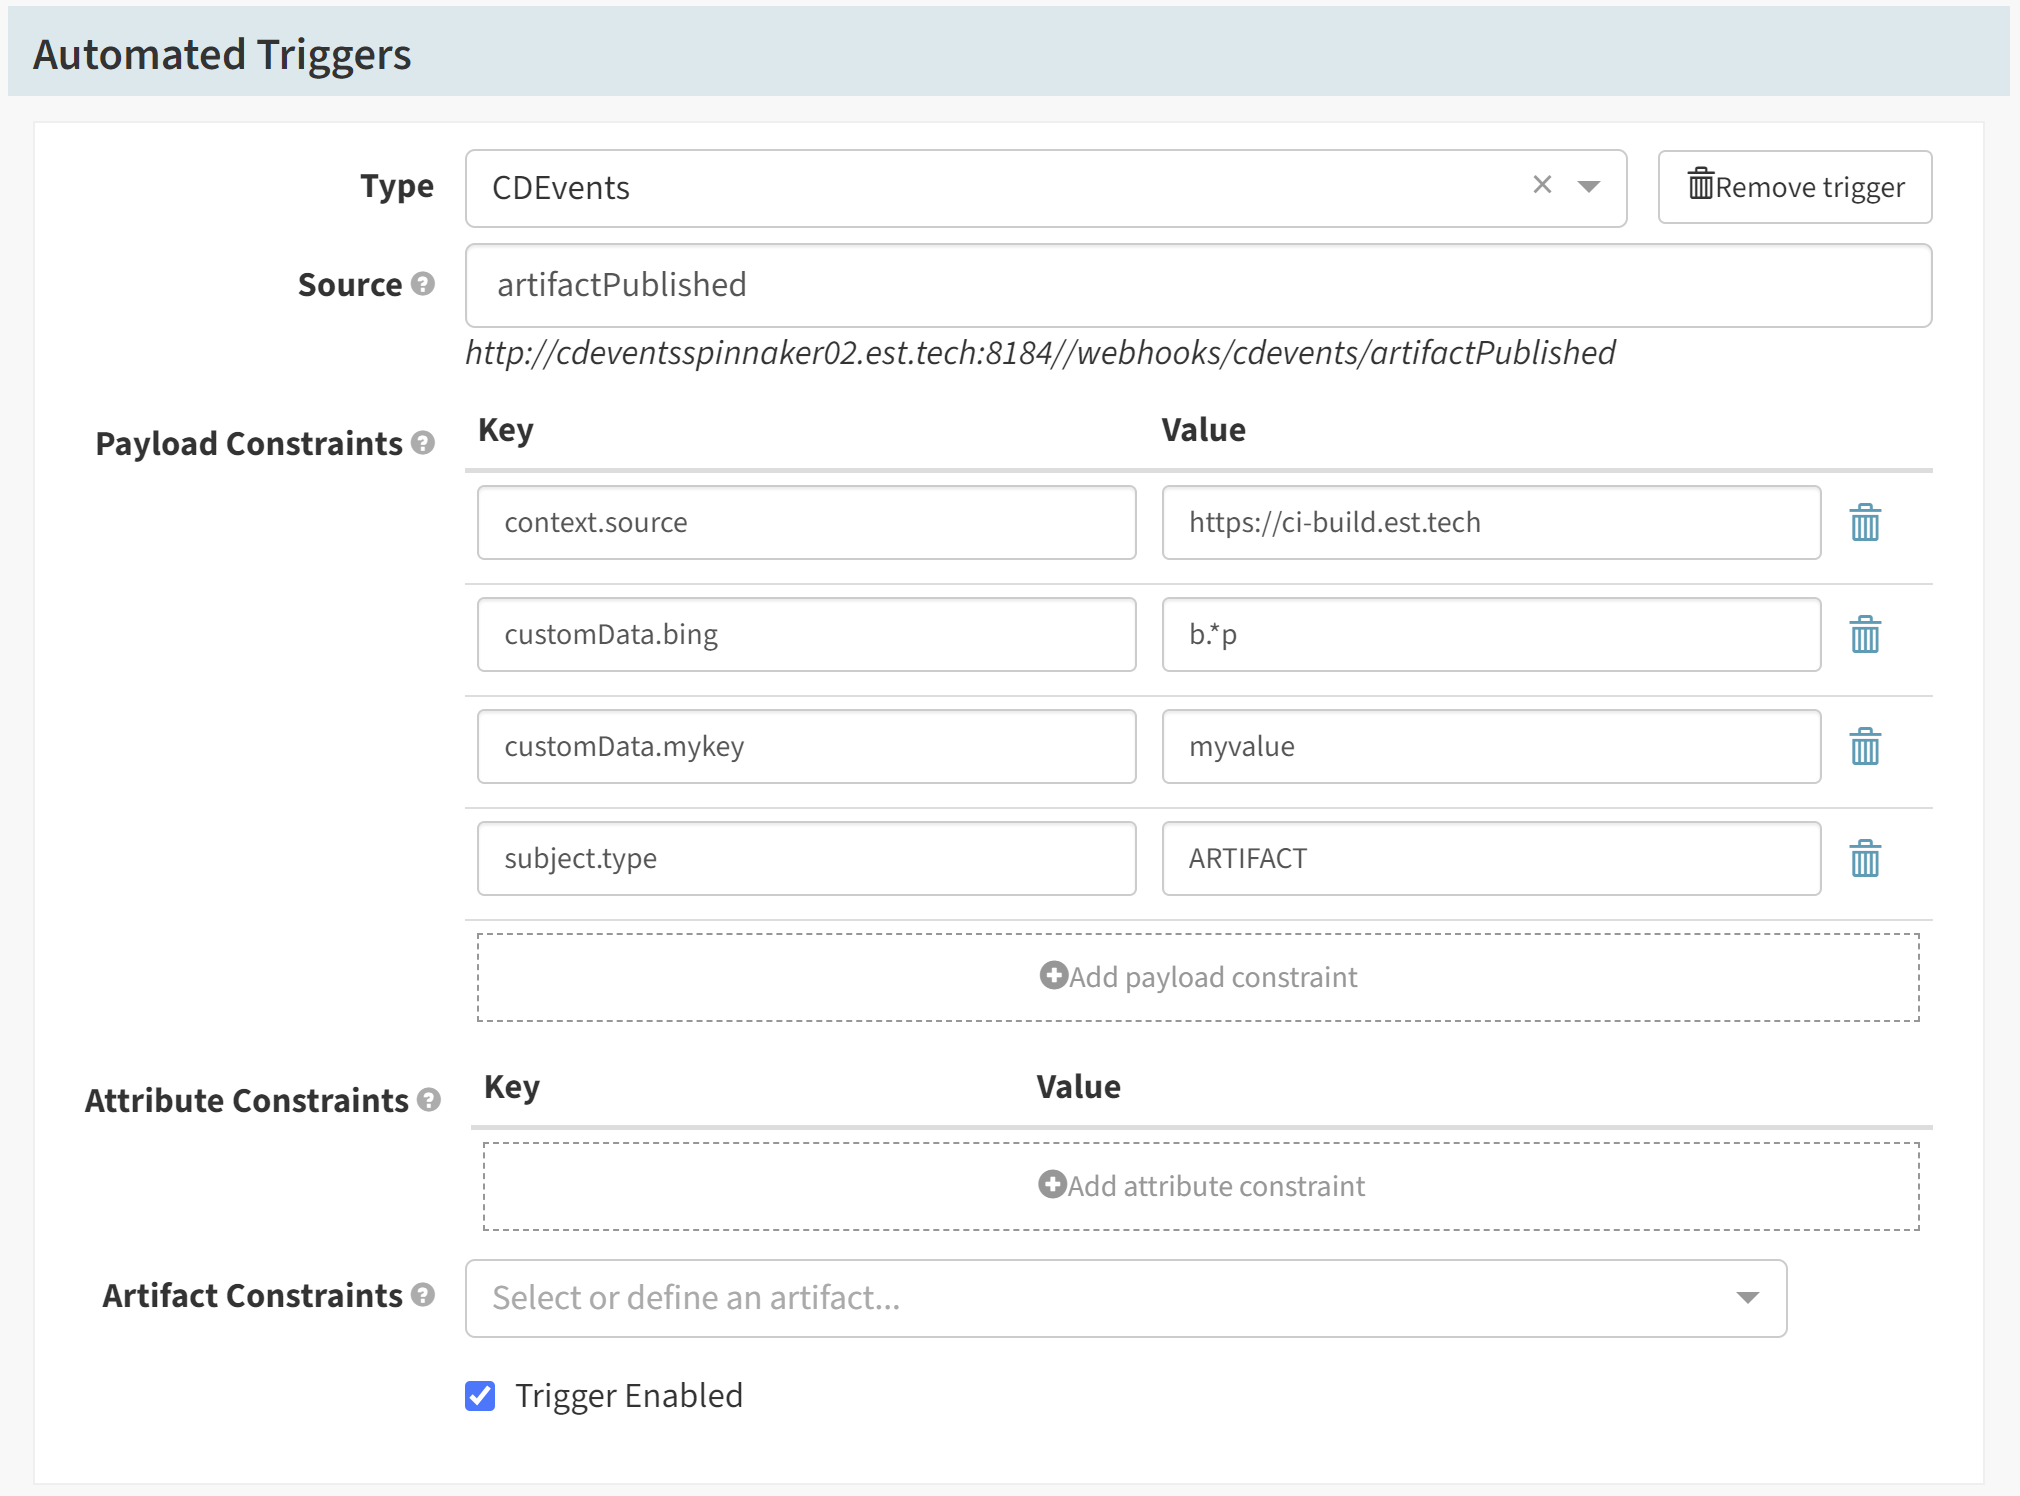 Automated Triggers
Type CDEvents Remove trigger
Source artifactPublished
http://cdeventsspinnaker02.est.tech:8184//webhooks/cdevents/artifactPublished
Payload Constraints Key Value
context.source https://ci-build.est.tech
customData.bing b.*p
customData.mykey myvalue
subject.type ARTIFACT
Add payload constraint
Attribute Constraints Key Value
Add attribute constraint
Artifact Constraints Select or define an artifact...
Trigger Enabled